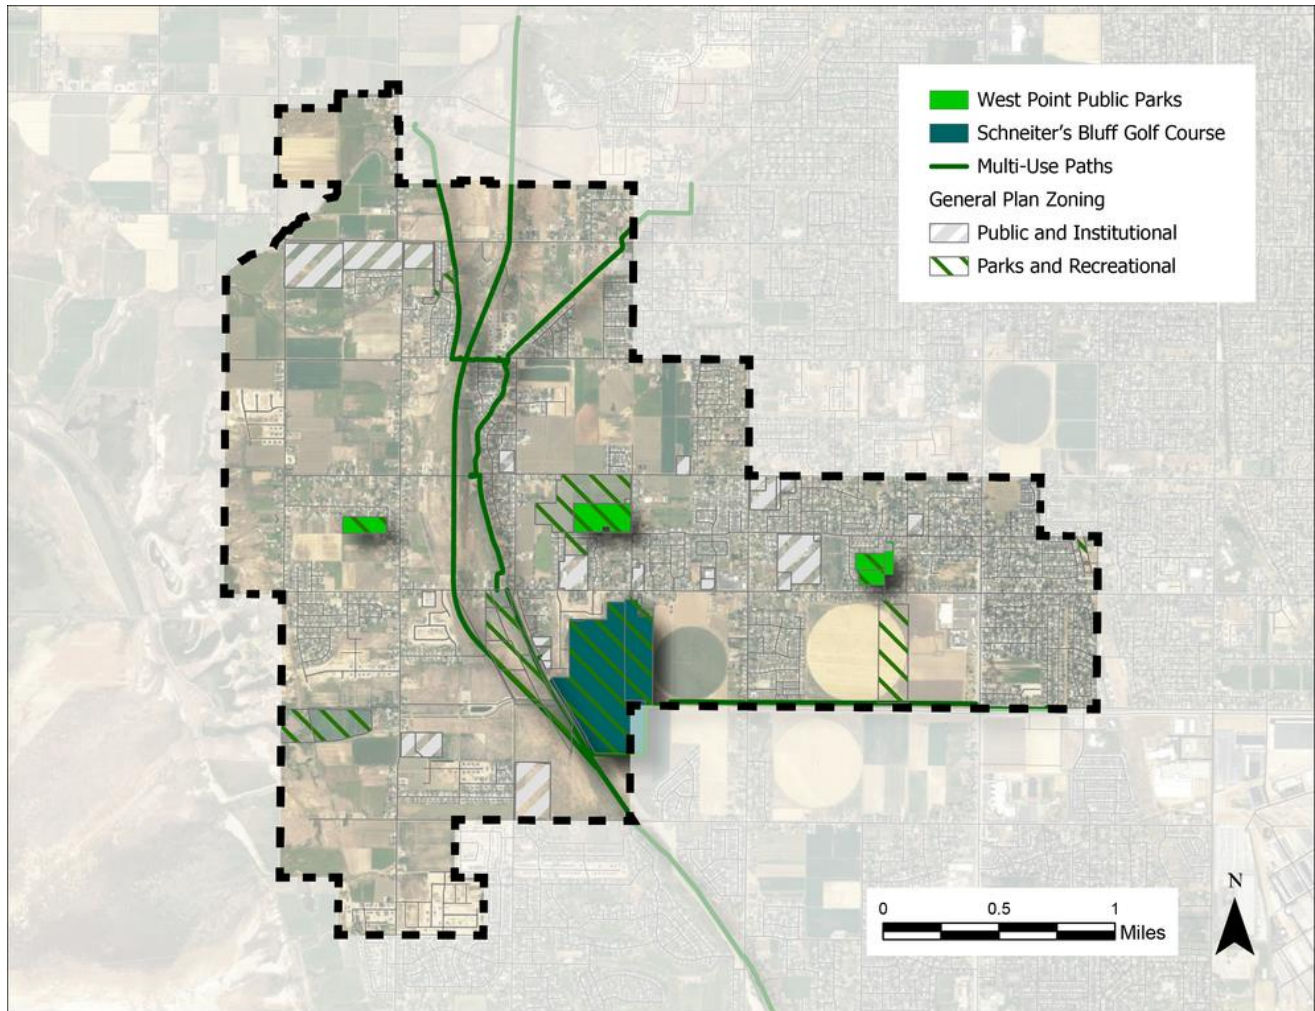 West Point Public Parks
Schneiter's Bluff Golf Course
Multi-Use Paths
General Plan Zoning
Public and Institutional
Parks and Recreational
0 0.5 1
Miles
N